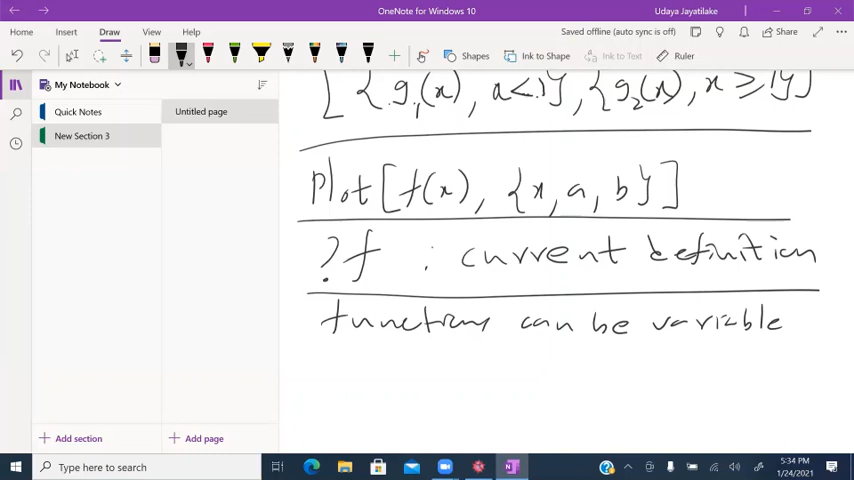 OneNote for Windows 10
Udaya Jayatilake
Home Insert Draw View Help
Saved offline (auto sync is off)
Share
Shapes Ink to Shape Ink to Text Ruler
My Notebook
Quick Notes
New Section 3
Untitled page
[ { g1(x), x<1}, {g2(x), x ≥ 1}]
Plot[f(x), {x, a, b}]
?f : current definition
functions can be variable
Add section
Add page
Type here to search
5:34 PM
1/24/2021